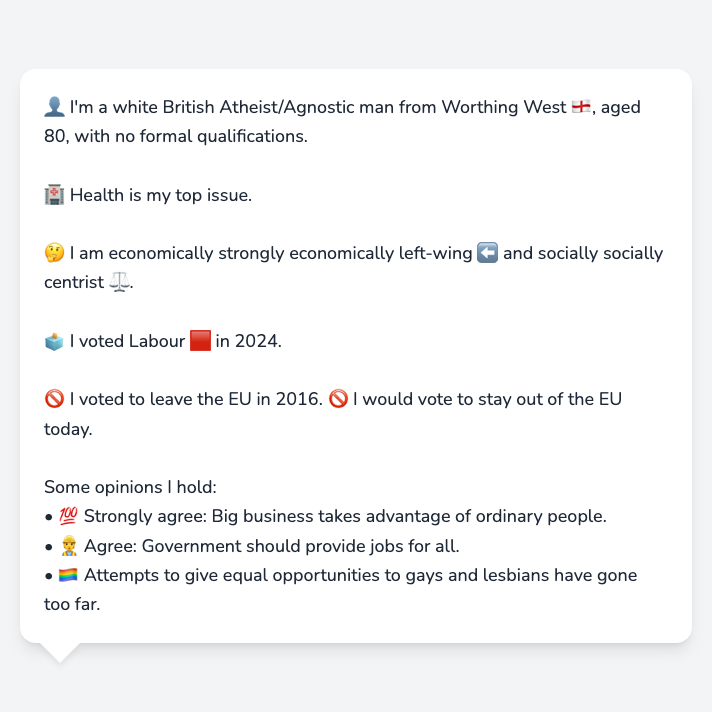 👤 I'm a white British Atheist/Agnostic man from Worthing West 🏴󠁧󠁢󠁥󠁮󠁧󠁿, aged
80, with no formal qualifications.
🏥 Health is my top issue.
🤔 I am economically strongly economically left-wing ⬅️ and socially socially
centrist ⚖️.
🗳️ I voted Labour 🟥 in 2024.
🚫 I voted to leave the EU in 2016. 🚫 I would vote to stay out of the EU
today.
Some opinions I hold:
• 💯 Strongly agree: Big business takes advantage of ordinary people.
• 👷 Agree: Government should provide jobs for all.
• 🏳️‍🌈 Attempts to give equal opportunities to gays and lesbians have gone
too far.